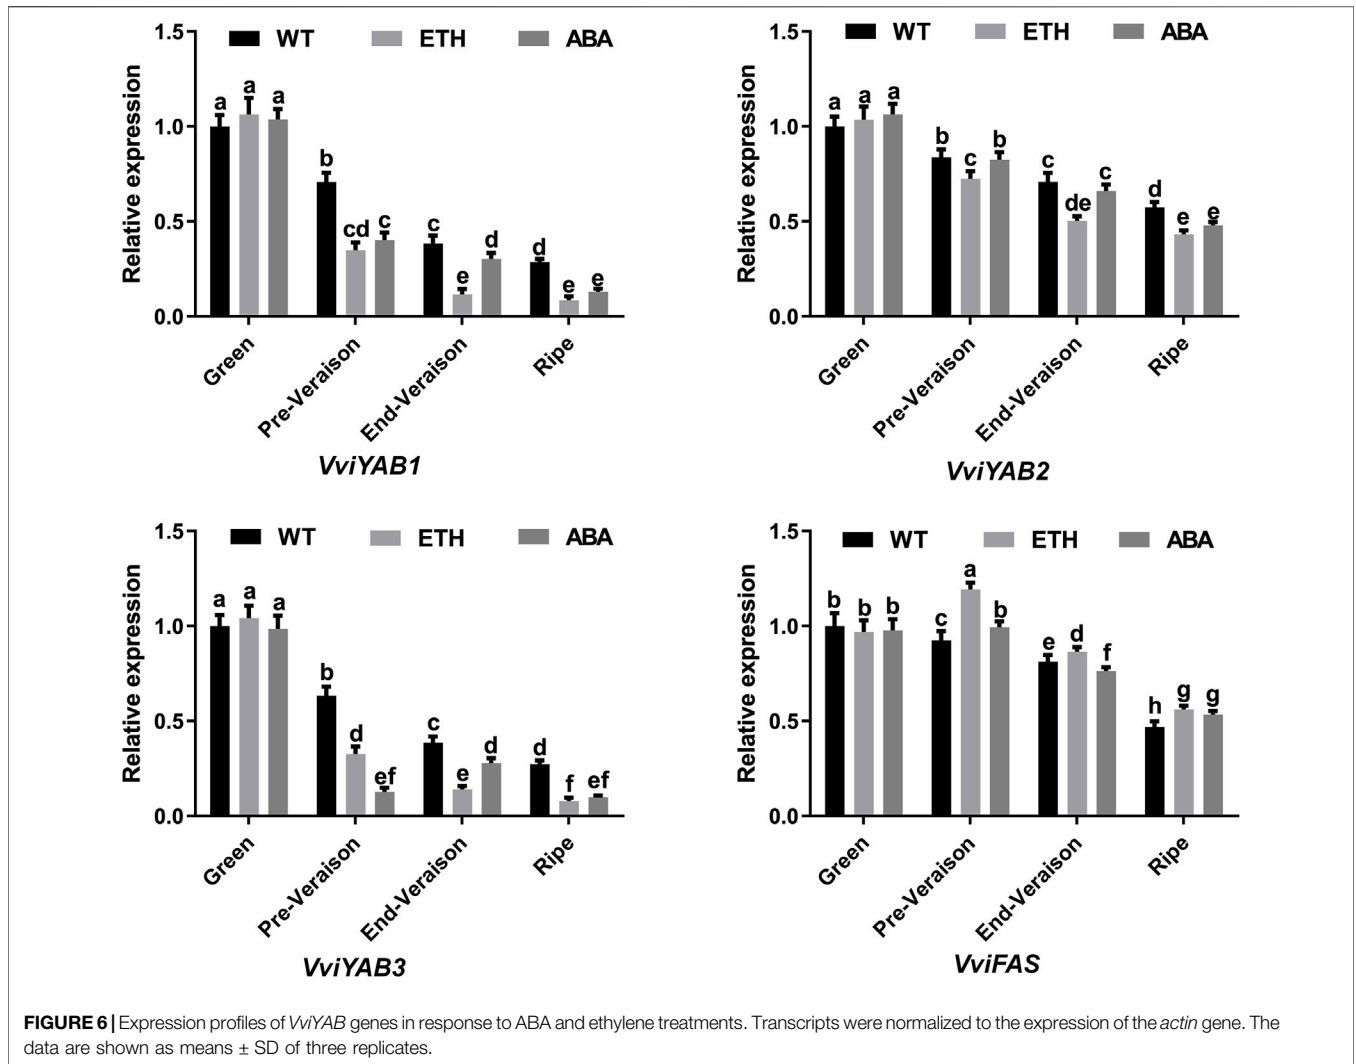 1.5
WT ETH ABA
a a a
1.0
b
Relative expression
0.5
cd c
c
d
d
e
e e
0.0
Green
Pre-Veraison
End-Veraison
Ripe
VviYAB1
1.5
WT ETH ABA
a a a
1.0
b c b
c de c
d e e
Relative expression
0.5
0.0
Green
Pre-Veraison
End-Veraison
Ripe
VviYAB2
1.5
WT ETH ABA
a a a
1.0
b d ef
c e d
d f ef
Relative expression
0.5
0.0
Green
Pre-Veraison
End-Veraison
Ripe
VviYAB3
1.5
WT ETH ABA
b b b
c a b
1.0
e d f
h g g
Relative expression
0.5
0.0
Green
Pre-Veraison
End-Veraison
Ripe
VviFAS
FIGURE 6 | Expression profiles of VviYAB genes in response to ABA and ethylene treatments. Transcripts were normalized to the expression of the actin gene. The
data are shown as means ± SD of three replicates.